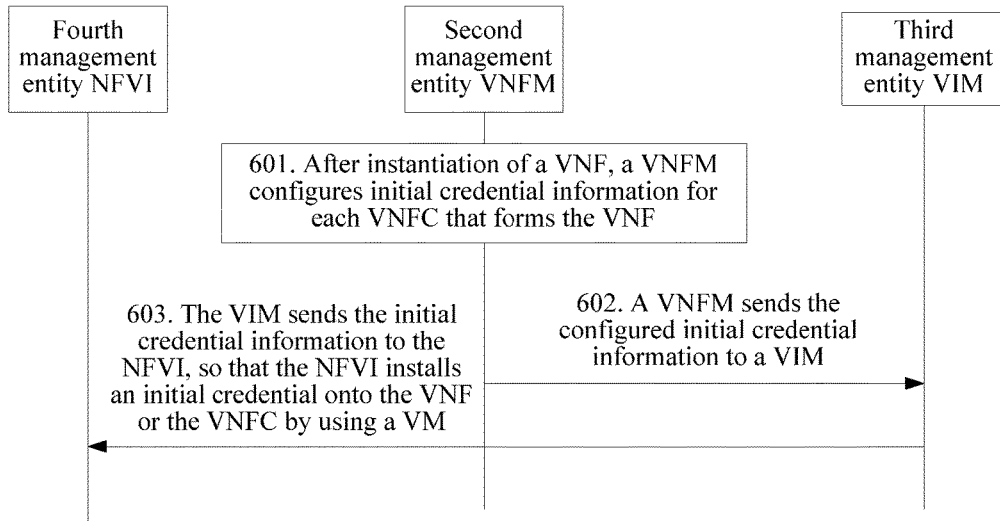 Fourth
management
entity NFVI
Second
management
entity VNFM
Third
management
entity VIM
601. After instantiation of a VNF, a VNFM
configures initial credential information for
each VNFC that forms the VNF
602. A VNFM sends the
configured initial credential
information to a VIM
603. The VIM sends the initial
credential information to the
NFVI, so that the NFVI installs
an initial credential onto the VNF
or the VNFC by using a VM